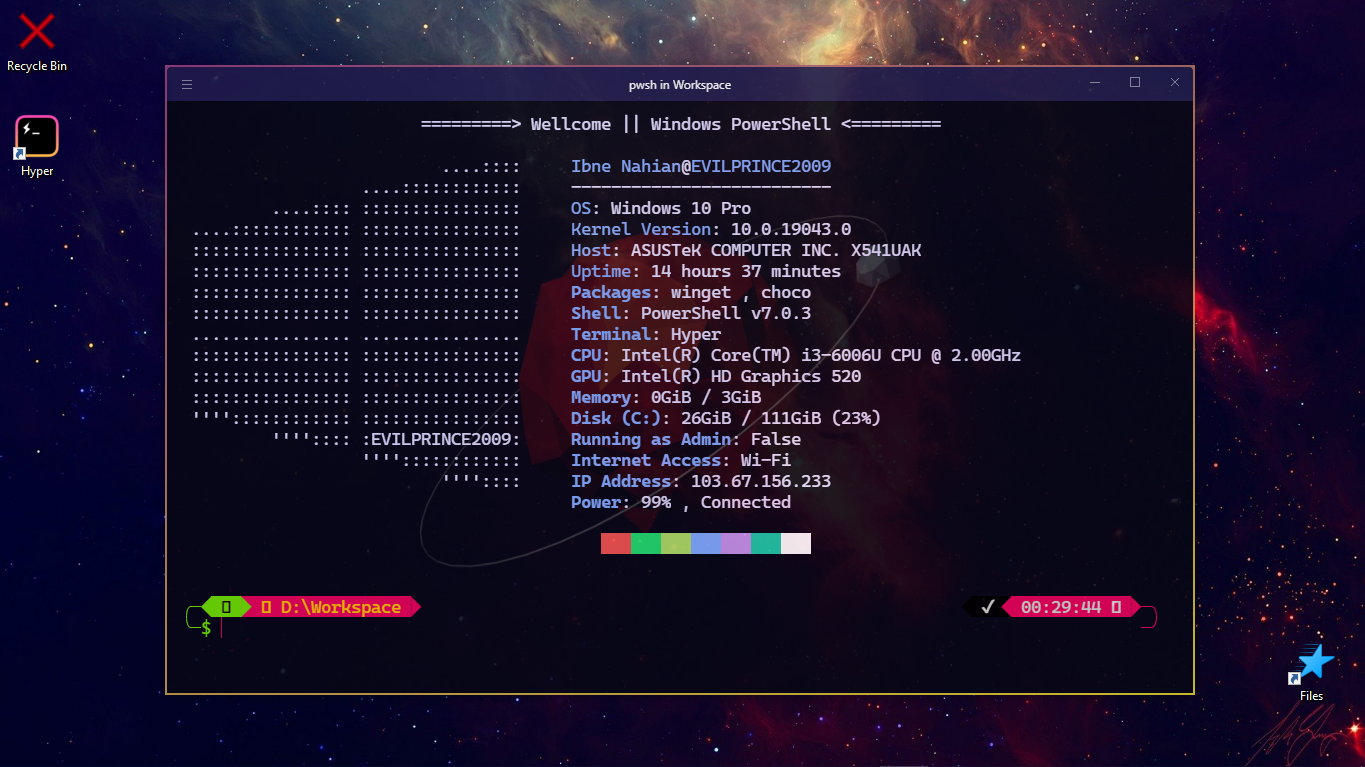 Recycle Bin
Hyper
pwsh in Workspace
=========> Wellcome || Windows PowerShell <=========
....:::: Ibne Nahian@EVILPRINCE2009
....:::::::::::: --------------------------
....:::: :::::::::::::::: OS: Windows 10 Pro
....:::::::::::: :::::::::::::::: Kernel Version: 10.0.19043.0
:::::::::::::::: :::::::::::::::: Host: ASUSTeK COMPUTER INC. X541UAK
:::::::::::::::: :::::::::::::::: Uptime: 14 hours 37 minutes
:::::::::::::::: :::::::::::::::: Packages: winget , choco
:::::::::::::::: :::::::::::::::: Shell: PowerShell v7.0.3
................ ................ Terminal: Hyper
:::::::::::::::: :::::::::::::::: CPU: Intel(R) Core(TM) i3-6006U CPU @ 2.00GHz
:::::::::::::::: :::::::::::::::: GPU: Intel(R) HD Graphics 520
:::::::::::::::: :::::::::::::::: Memory: 0GiB / 3GiB
'''':::::::::::: :::::::::::::::: Disk (C:): 26GiB / 111GiB (23%)
'''':::: :EVILPRINCE2009: Running as Admin: False
'''':::::::::::: Internet Access: Wi-Fi
'''':::: IP Address: 103.67.156.233
Power: 99% , Connected
D:\Workspace ✓ 00:29:44
$
Files